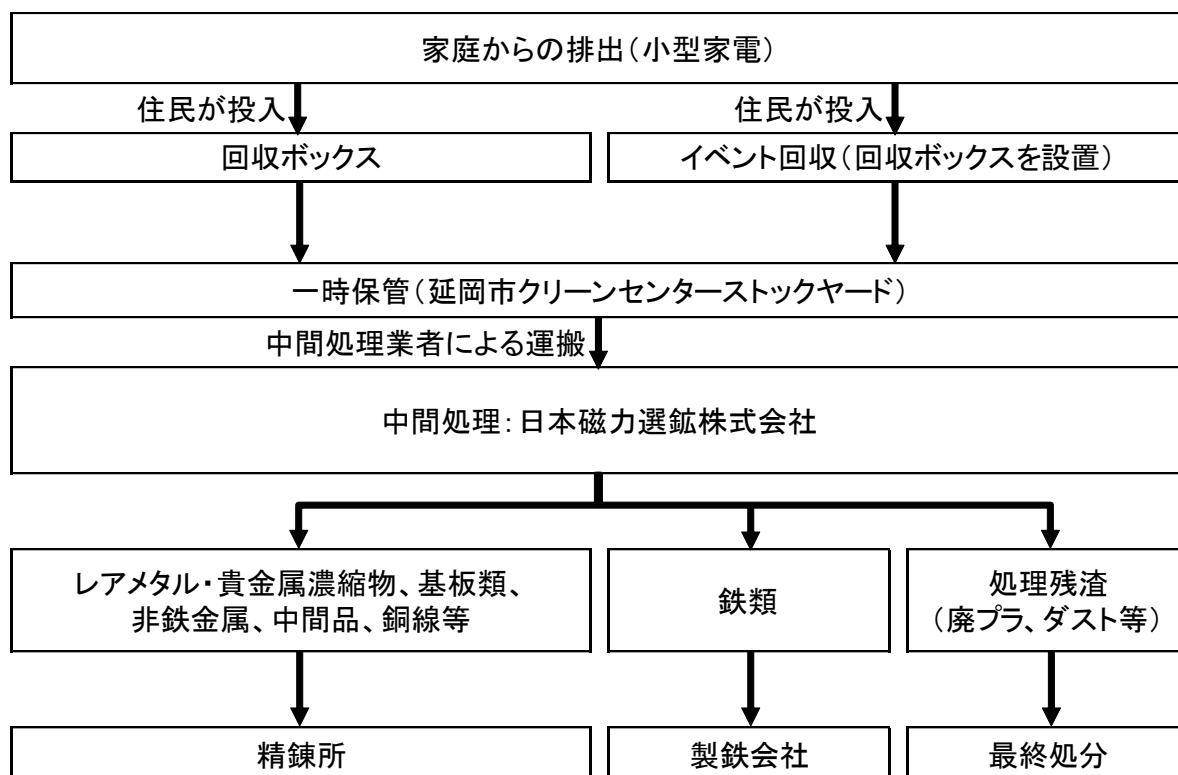 家庭からの排出（小型家電）
住民が投入
住民が投入
回収ボックス
イベント回収（回収ボックスを設置）
一時保管（延岡市クリーンセンターストックヤード）
中間処理業者による運搬
中間処理：日本磁力選鉱株式会社
レアメタル・貴金属濃縮物、基板類、
非鉄金属、中間品、銅線等
鉄類
処理残渣
（廃プラ、ダスト等）
精錬所
製鉄会社
最終処分